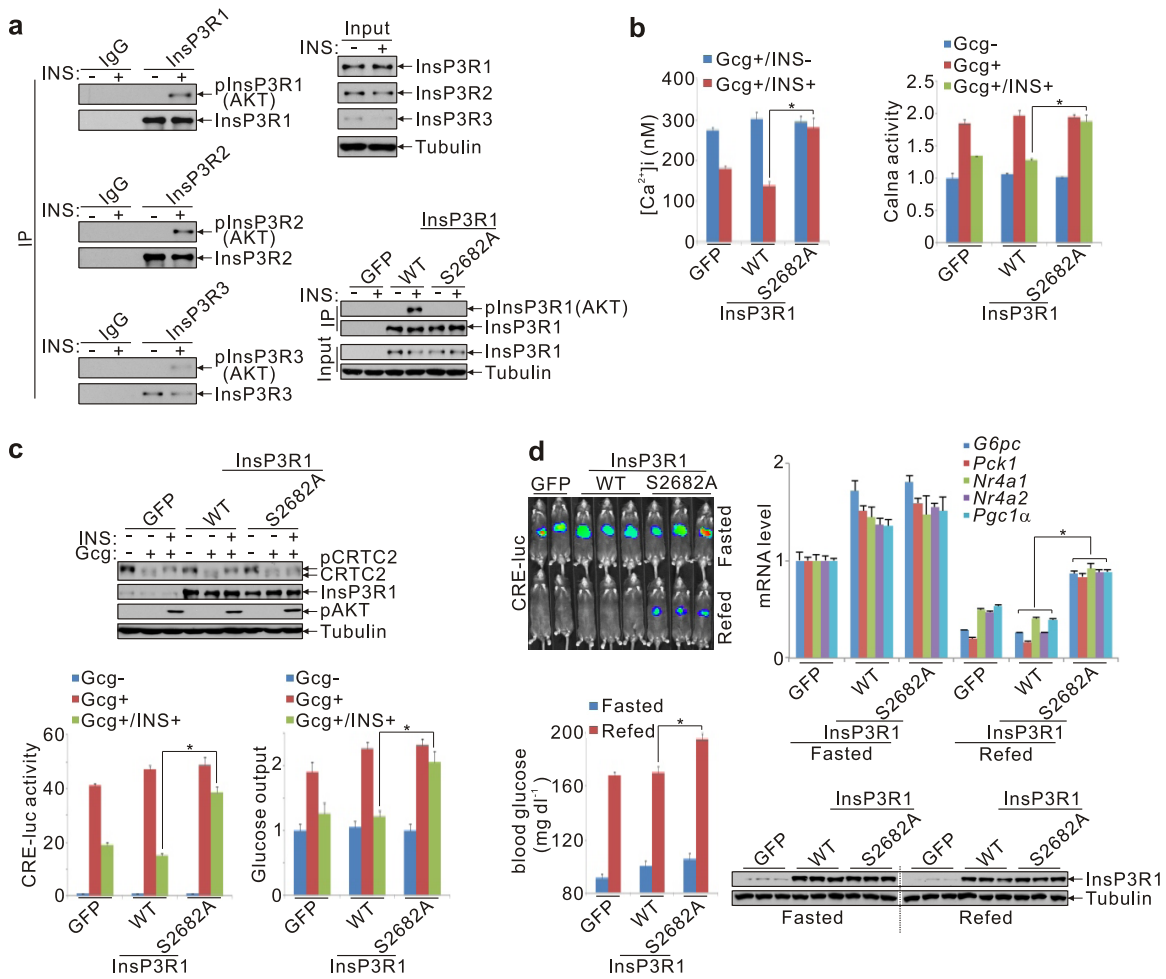 a
IgG
InsP3R1
INS: - + - +
pInsP3R1
(AKT)
InsP3R1
IgG
InsP3R2
INS: - + - +
pInsP3R2
(AKT)
InsP3R2
IP
IgG
InsP3R3
INS: - + - +
pInsP3R3
(AKT)
InsP3R3
Input
INS: - +
InsP3R1
InsP3R2
InsP3R3
Tubulin
InsP3R1
GFP
WT
S2682A
INS: - + - + - +
pInsP3R1(AKT)
InsP3R1
InsP3R1
Tubulin
IP
Input
b
Gcg+/INS-
Gcg+/INS+
[Ca²⁺]i (nM)
400
300
200
100
0
*
GFP
WT
S2682A
InsP3R1
Gcg-
Gcg+
Gcg+/INS+
Calna activity
2.5
2.0
1.5
1.0
0.5
0
*
GFP
WT
S2682A
InsP3R1
c
InsP3R1
GFP
WT
S2682A
INS: - - + - - + - - +
Gcg: - + + - + + - + +
pCRTC2
CRTC2
InsP3R1
pAKT
Tubulin
Gcg-
Gcg+
Gcg+/INS+
CRE-luc activity
60
40
20
0
*
GFP
WT
S2682A
InsP3R1
Gcg-
Gcg+
Gcg+/INS+
Glucose output
2
1
0
*
GFP
WT
S2682A
InsP3R1
d
InsP3R1
GFP
WT
S2682A
CRE-luc
Fasted
Refed
G6pc
Pck1
Nr4a1
Nr4a2
Pgc1α
mRNA level
2
1
0
*
GFP
WT
S2682A
InsP3R1
Fasted
GFP
WT
S2682A
InsP3R1
Refed
Fasted
Refed
blood glucose
(mg dl⁻¹)
200
160
120
80
*
GFP
WT
S2682A
InsP3R1
InsP3R1
InsP3R1
GFP
WT
S2682A
GFP
WT
S2682A
InsP3R1
Tubulin
Fasted
Refed